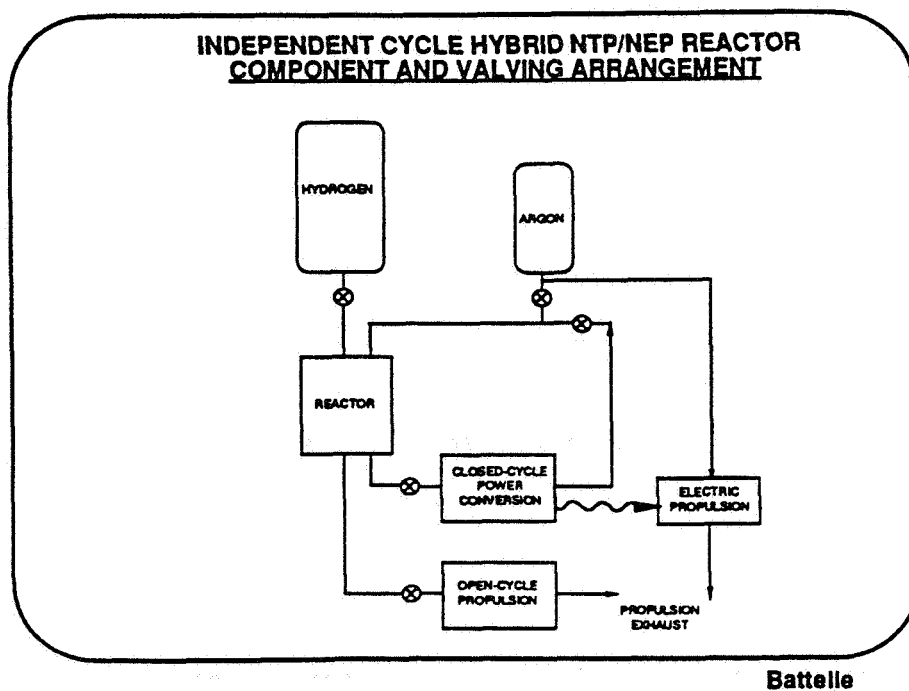 INDEPENDENT CYCLE HYBRID NTP/NEP REACTOR
COMPONENT AND VALVING ARRANGEMENT
HYDROGEN
ARGON
REACTOR
CLOSED-CYCLE
POWER
CONVERSION
ELECTRIC
PROPULSION
OPEN-CYCLE
PROPULSION
PROPULSION
EXHAUST
Battelle